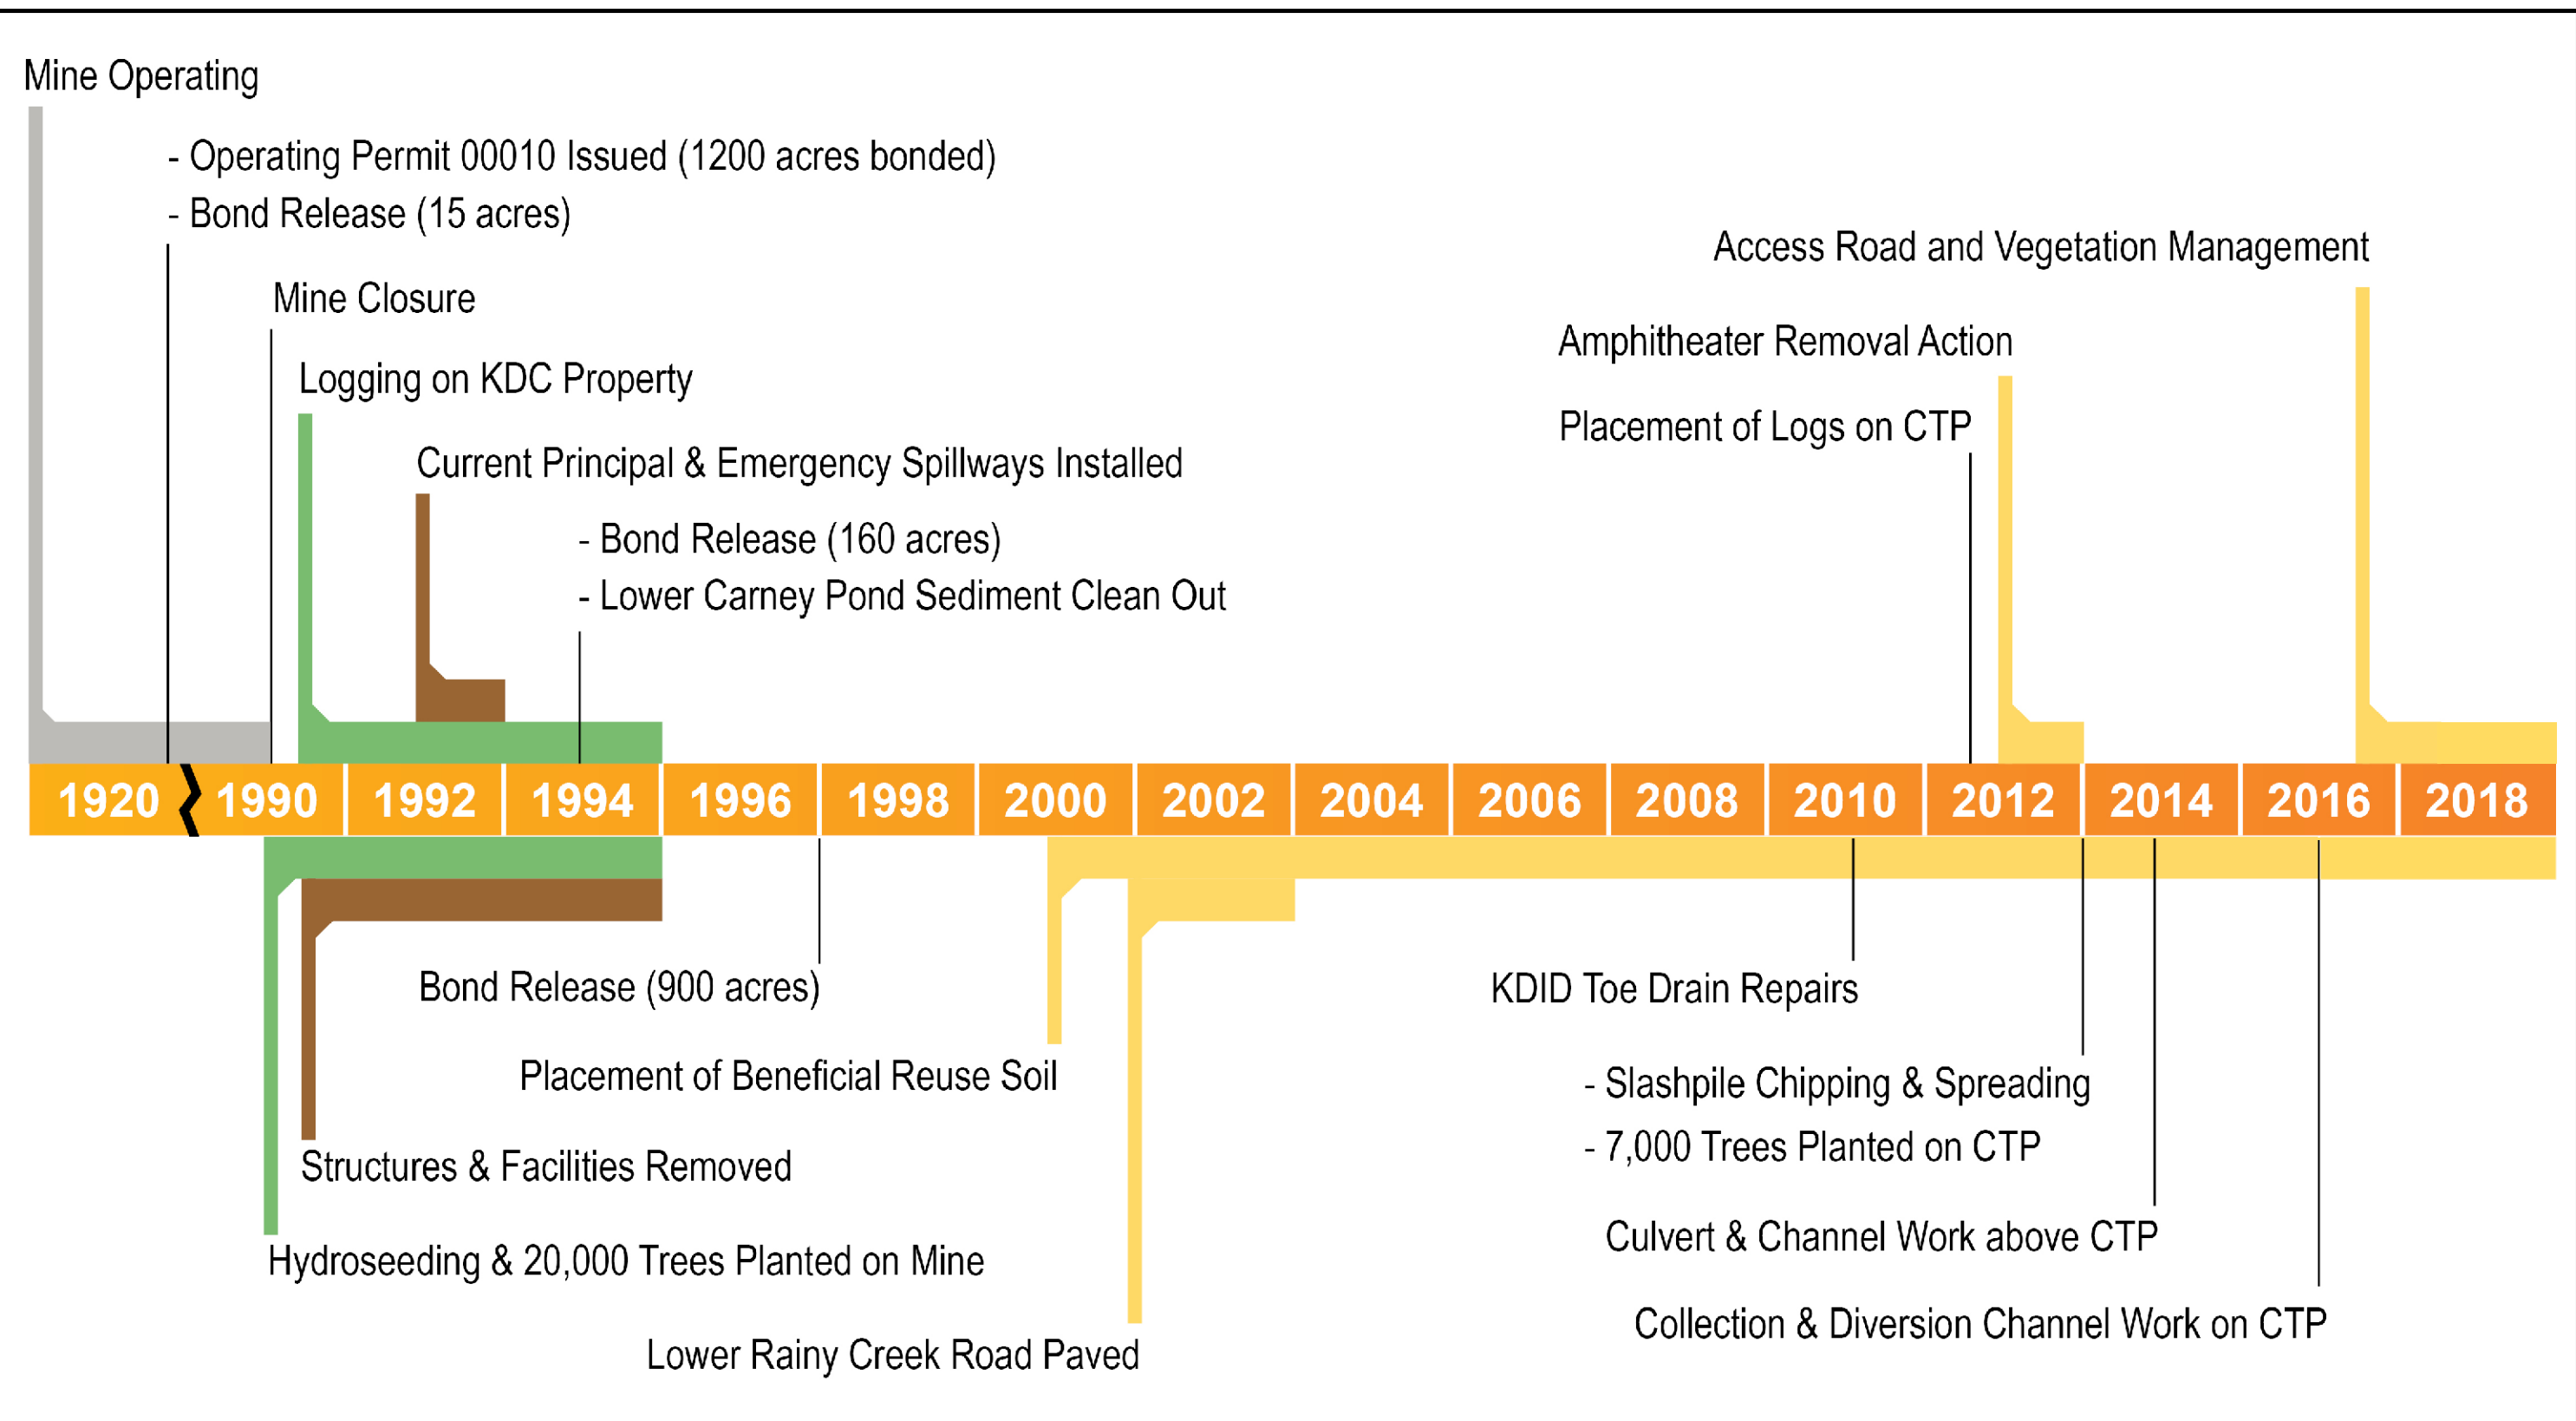 Mine Operating
- Operating Permit 00010 Issued (1200 acres bonded)
- Bond Release (15 acres)
Access Road and Vegetation Management
Mine Closure
Amphitheater Removal Action
Logging on KDC Property
Placement of Logs on CTP
Current Principal & Emergency Spillways Installed
- Bond Release (160 acres)
- Lower Carney Pond Sediment Clean Out
1920 1990 1992 1994 1996 1998 2000 2002 2004 2006 2008 2010 2012 2014 2016 2018
Bond Release (900 acres)
KDID Toe Drain Repairs
Placement of Beneficial Reuse Soil
- Slashpile Chipping & Spreading
- 7,000 Trees Planted on CTP
Structures & Facilities Removed
Culvert & Channel Work above CTP
Hydroseeding & 20,000 Trees Planted on Mine
Collection & Diversion Channel Work on CTP
Lower Rainy Creek Road Paved